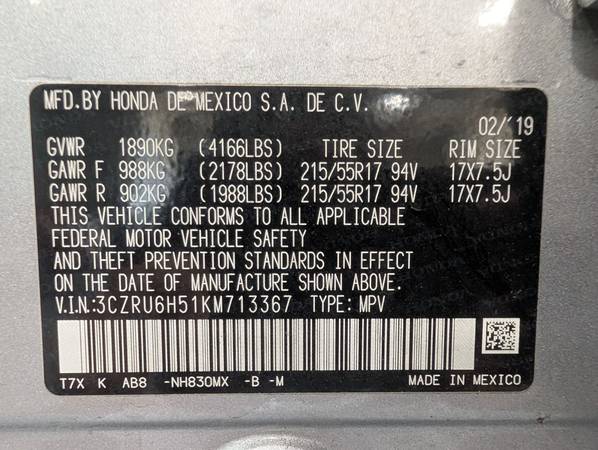 MFD.BY HONDA DE MEXICO S.A. DE C.V.
02/'19
GVWR 1890KG (4166LBS) TIRE SIZE RIM SIZE
GAWR F 988KG (2178LBS) 215/55R17 94V 17X7.5J
GAWR R 902KG (1988LBS) 215/55R17 94V 17X7.5J
THIS VEHICLE CONFORMS TO ALL APPLICABLE
FEDERAL MOTOR VEHICLE SAFETY
AND THEFT PREVENTION STANDARDS IN EFFECT
ON THE DATE OF MANUFACTURE SHOWN ABOVE.
V.I.N.:3CZRU6H51KM713367 TYPE: MPV
T7X K AB8 -NH830MX -B -M MADE IN MEXICO